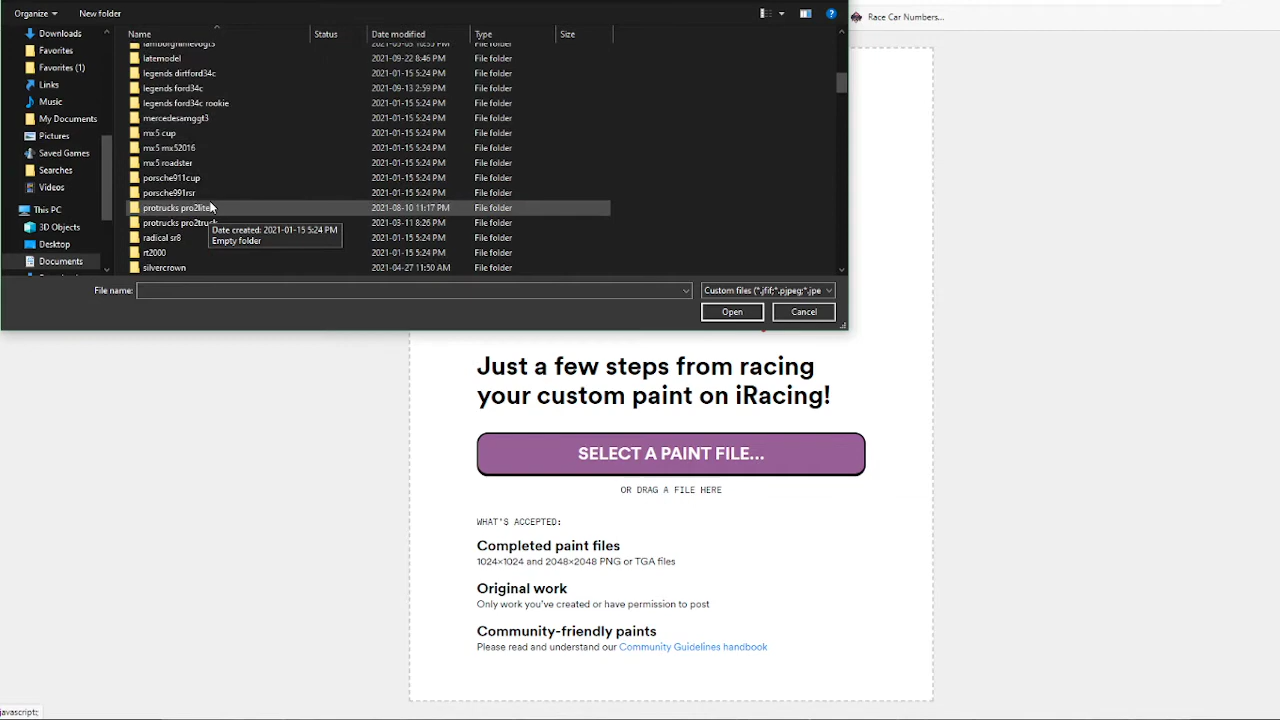 Organize
New folder
Race Car Numbers...
Name
Status
Date modified
Type
Size
Downloads
Favorites
Favorites (1)
Links
Music
My Documents
Pictures
Saved Games
Searches
Videos
This PC
3D Objects
Desktop
Documents
latemodel 2021-09-22 8:46 PM File folder
legends dirtford34c 2021-01-15 5:24 PM File folder
legends ford34c 2021-09-13 2:59 PM File folder
legends ford34c rookie 2021-01-15 5:24 PM File folder
mercedesamggt3 2021-01-15 5:24 PM File folder
mx5 cup 2021-01-15 5:24 PM File folder
mx5 mx52016 2021-01-15 5:24 PM File folder
mx5 roadster 2021-01-15 5:24 PM File folder
porsche911cup 2021-01-15 5:24 PM File folder
porsche991rsr 2021-01-15 5:24 PM File folder
protrucks pro2lite 2021-08-10 11:17 PM File folder
protrucks 2021-03-11 8:26 PM File folder
radical sr8 2021-01-15 5:24 PM File folder
rt2000 2021-01-15 5:24 PM File folder
silvercrown 2021-04-27 11:50 AM File folder
Date created: 2021-01-15 5:24 PM
Empty folder
File name:
Custom files (*.jfif;*.pjpeg;*.jpe
Open
Cancel
Just a few steps from racing
your custom paint on iRacing!
SELECT A PAINT FILE...
OR DRAG A FILE HERE
WHAT'S ACCEPTED:
Completed paint files
1024×1024 and 2048×2048 PNG or TGA files
Original work
Only work you've created or have permission to post
Community-friendly paints
Please read and understand our Community Guidelines handbook
javascript: